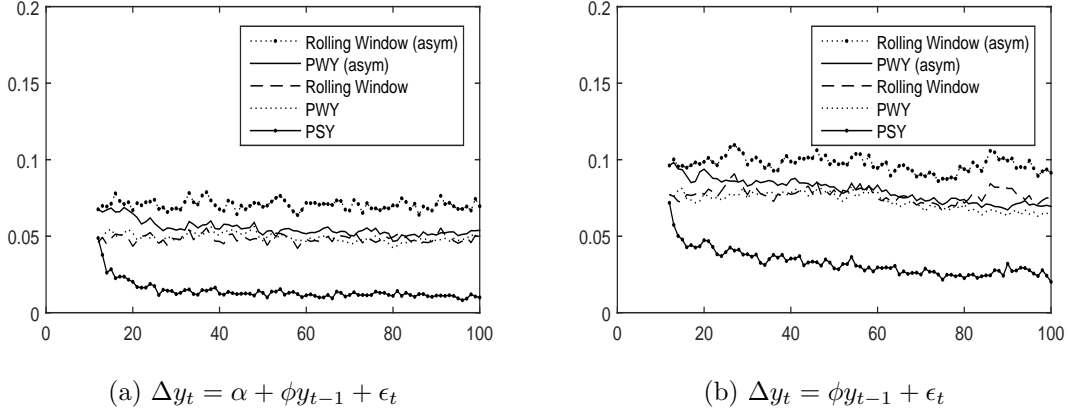 0.2
0.15
0.1
0.05
0
0 20 40 60 80 100
Rolling Window (asym)
PWY (asym)
Rolling Window
PWY
PSY
(a) Δy_t = α + ϕy_{t−1} + ϵ_t
0.2
0.15
0.1
0.05
0
0 20 40 60 80 100
Rolling Window (asym)
PWY (asym)
Rolling Window
PWY
PSY
(b) Δy_t = ϕy_{t−1} + ϵ_t